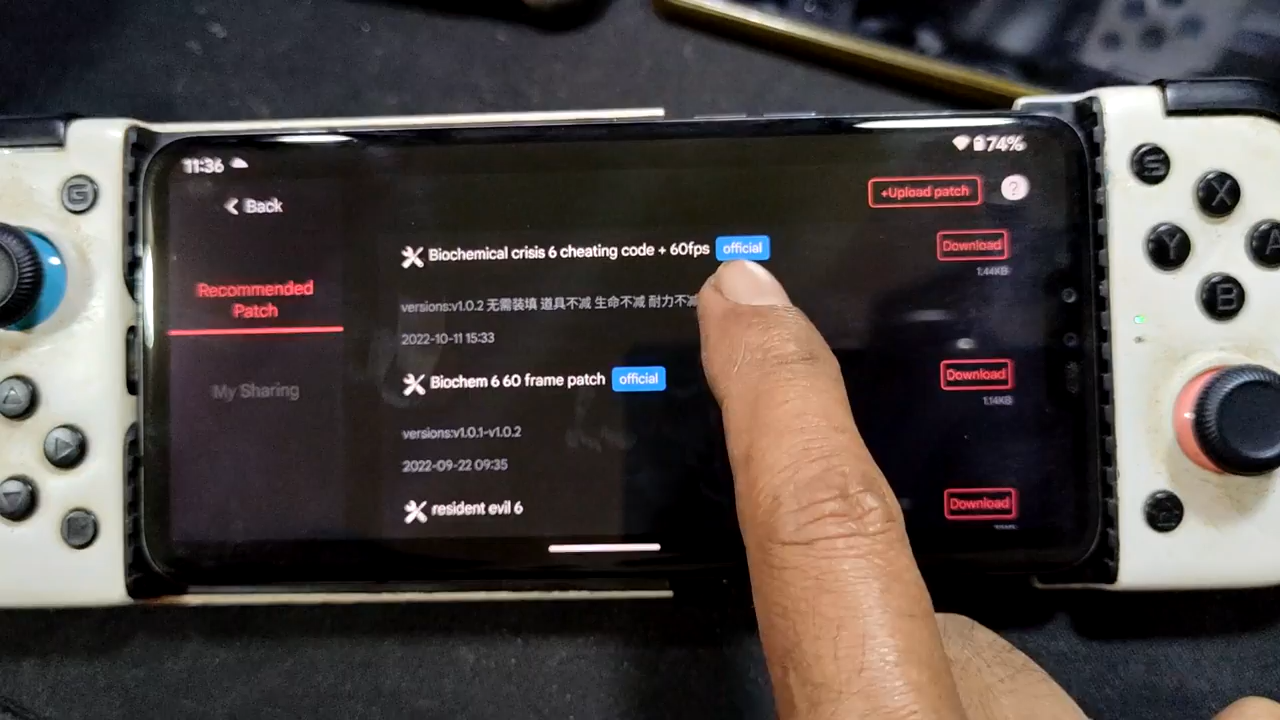 11:36
74%
Back
+Upload patch
?
Recommended
Patch
My Sharing
Biochemical crisis 6 cheating code + 60fps official
Download
1.44KB
versions:v1.0.2 无需装填 道具不减 生命不减 耐力不减
2022-10-11 15:33
Biochem 6 60 frame patch official
Download
1.14KB
versions:v1.0.1-v1.0.2
2022-09-22 09:35
resident evil 6
Download
G
S
X
Y
A
B